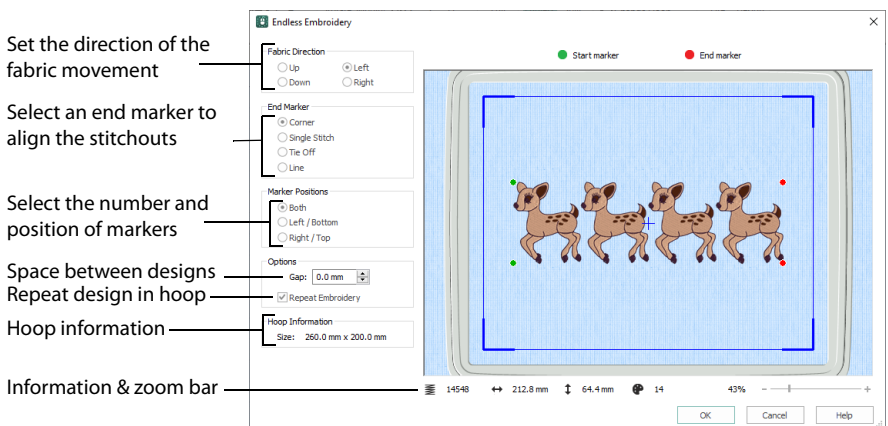 Endless Embroidery
Set the direction of the
fabric movement
Fabric Direction
Up
Left
Down
Right
Select an end marker to
align the stitchouts
End Marker
Corner
Single Stitch
Tie Off
Line
Select the number and
position of markers
Marker Positions
Both
Left / Bottom
Right / Top
Space between designs
Options
Gap: 0.0 mm
Repeat design in hoop
Repeat Embroidery
Hoop information
Hoop Information
Size: 260.0 mm x 200.0 mm
Start marker
End marker
Information & zoom bar
14548 212.8 mm 64.4 mm 14 43% - +
OK
Cancel
Help